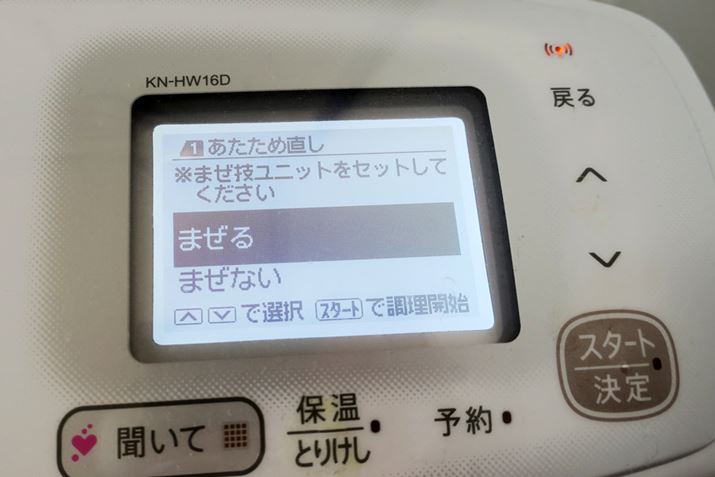 KN-HW16D
1 あたため直し
※まぜ技ユニットをセットして
ください
まぜる
まぜない
で選択 スタートで調理開始
戻る
スタート
決定
聞いて
保温
とりけし
予約